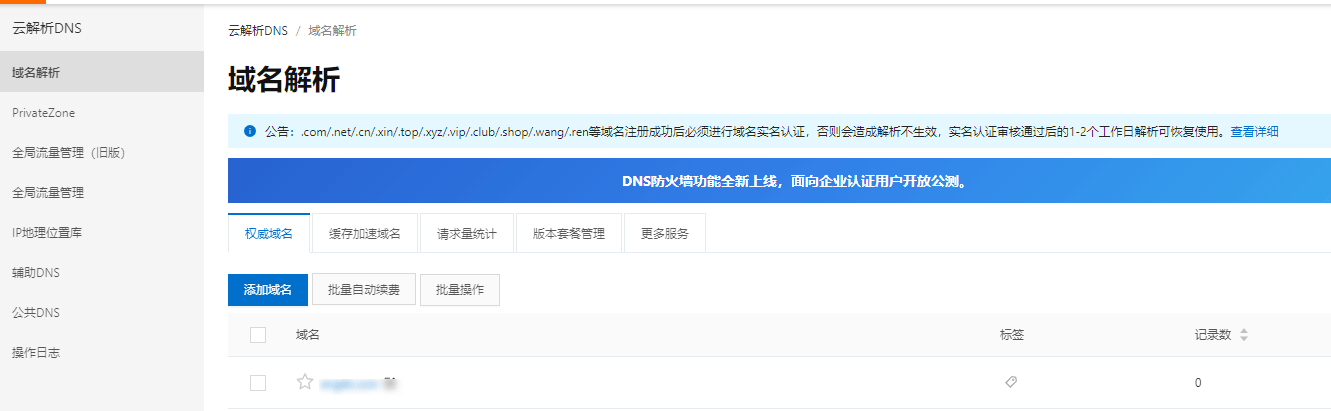 云解析DNS
域名解析
PrivateZone
全局流量管理（旧版）
全局流量管理
IP地理位置库
辅助DNS
公共DNS
操作日志
云解析DNS / 域名解析
域名解析
公告：.com/.net/.cn/.xin/.top/.xyz/.vip/.club/.shop/.wang/.ren等域名注册成功后必须进行域名实名认证，否则会造成解析不生效，实名认证审核通过后的1-2个工作日解析可恢复使用。查看详细
DNS防火墙功能全新上线，面向企业认证用户开放公测。
权威域名 缓存加速域名 请求量统计 版本套餐管理 更多服务
添加域名 批量自动续费 批量操作
域名 标签 记录数
0